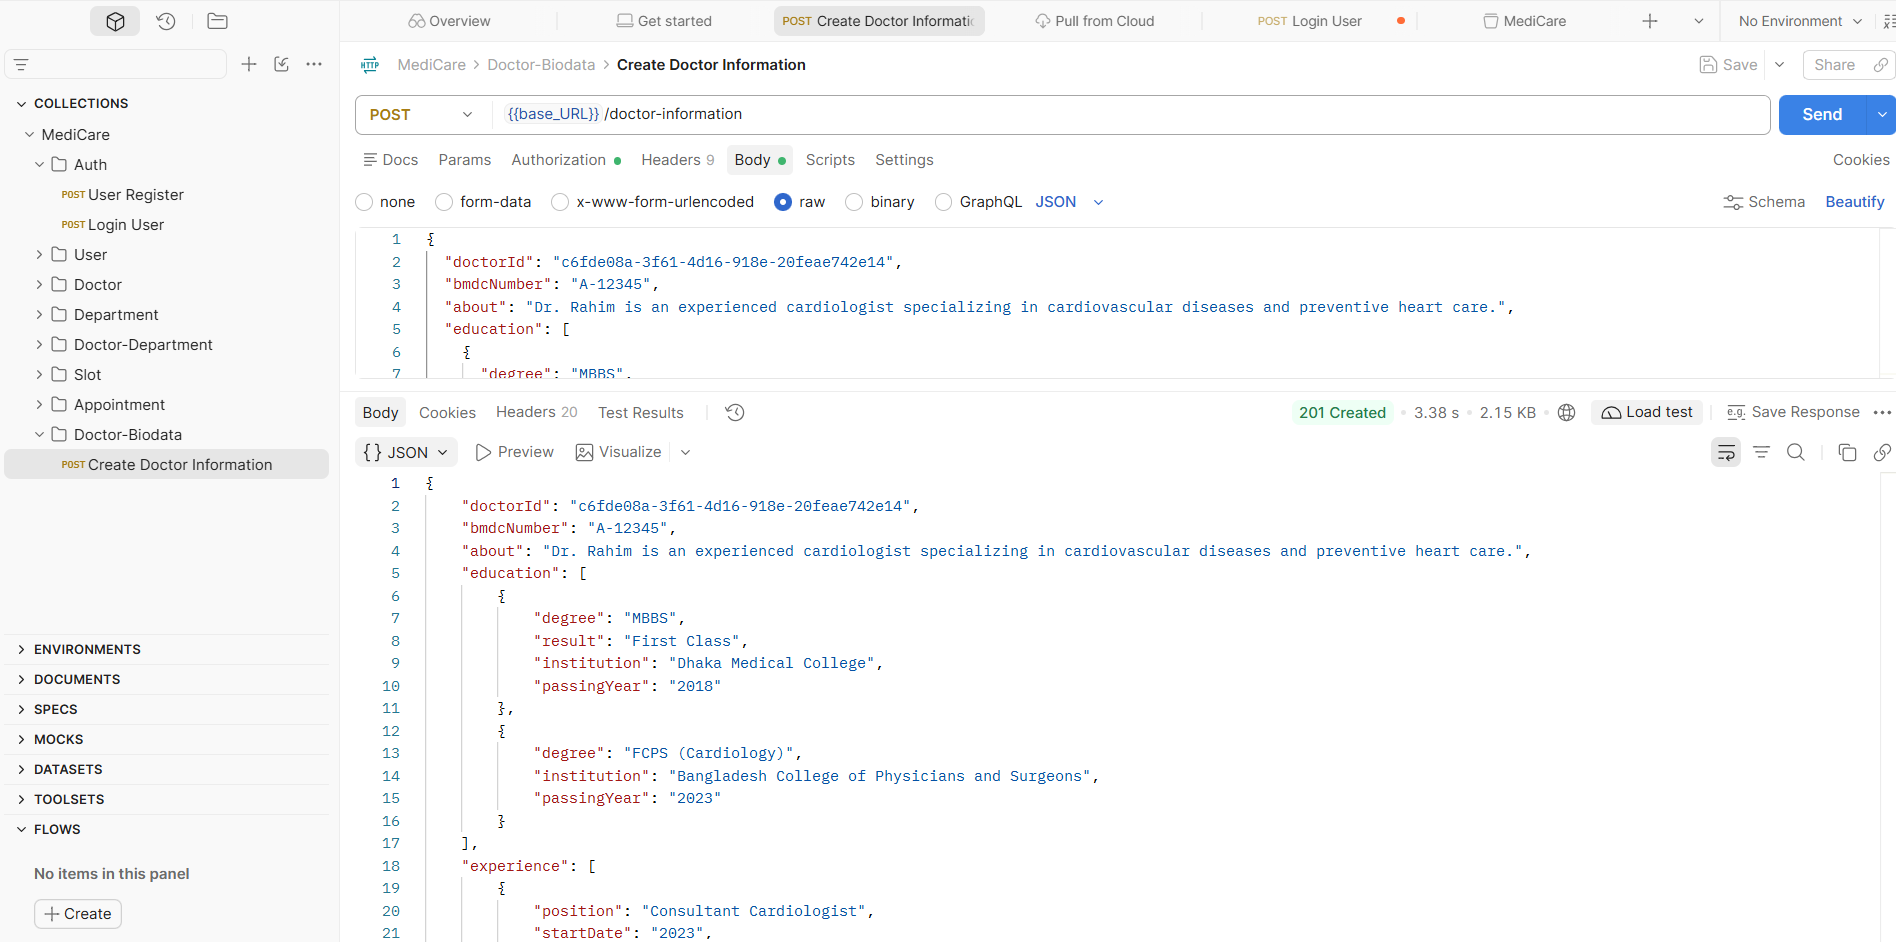 Overview
Get started
POST Create Doctor Informatic
Pull from Cloud
POST Login User
MediCare
No Environment
COLLECTIONS
MediCare
Auth
POST User Register
POST Login User
User
Doctor
Department
Doctor-Department
Slot
Appointment
Doctor-Biodata
POST Create Doctor Information
ENVIRONMENTS
DOCUMENTS
SPECS
MOCKS
DATASETS
TOOLSETS
FLOWS
No items in this panel
Create
HTTP MediCare > Doctor-Biodata > Create Doctor Information
Save
Share
POST {{base_URL}} /doctor-information
Send
Docs Params Authorization Headers 9 Body Scripts Settings
Cookies
none form-data x-www-form-urlencoded raw binary GraphQL JSON
Schema Beautify
1 {
2 "doctorId": "c6fde08a-3f61-4d16-918e-20feae742e14",
3 "bmdcNumber": "A-12345",
4 "about": "Dr. Rahim is an experienced cardiologist specializing in cardiovascular diseases and preventive heart care.",
5 "education": [
6 {
7 "degree": "MBBS",
Body Cookies Headers 20 Test Results
201 Created • 3.38 s • 2.15 KB •
Load test
e.g. Save Response
{} JSON Preview Visualize
1 {
2 "doctorId": "c6fde08a-3f61-4d16-918e-20feae742e14",
3 "bmdcNumber": "A-12345",
4 "about": "Dr. Rahim is an experienced cardiologist specializing in cardiovascular diseases and preventive heart care.",
5 "education": [
6 {
7 "degree": "MBBS",
8 "result": "First Class",
9 "institution": "Dhaka Medical College",
10 "passingYear": "2018"
11 },
12 {
13 "degree": "FCPS (Cardiology)",
14 "institution": "Bangladesh College of Physicians and Surgeons",
15 "passingYear": "2023"
16 }
17 ],
18 "experience": [
19 {
20 "position": "Consultant Cardiologist",
21 "startDate": "2023",